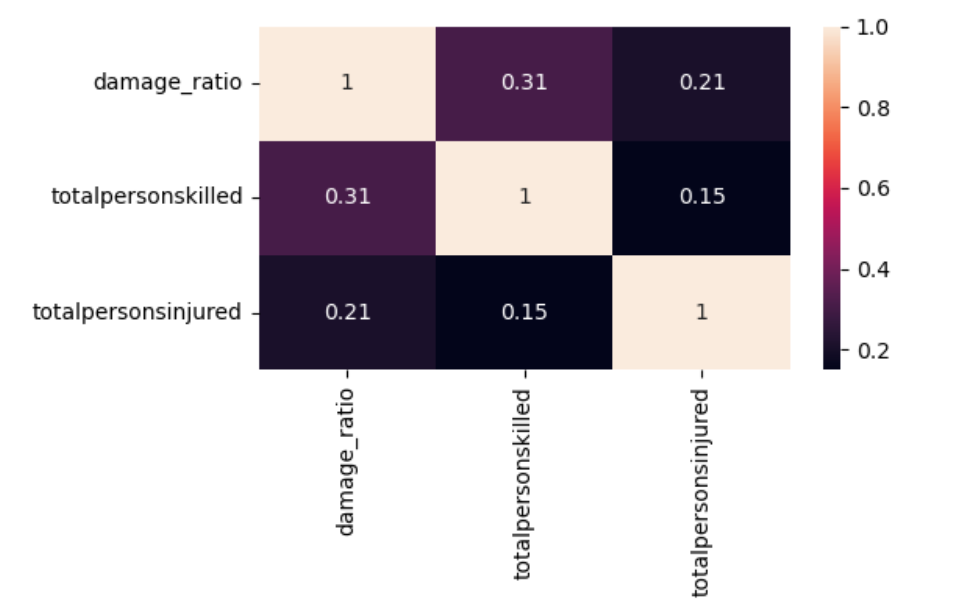 damage_ratio 1 0.31 0.21
totalpersonskilled 0.31 1 0.15
totalpersonsinjured 0.21 0.15 1
damage_ratio
totalpersonskilled
totalpersonsinjured
1.0
0.8
0.6
0.4
0.2